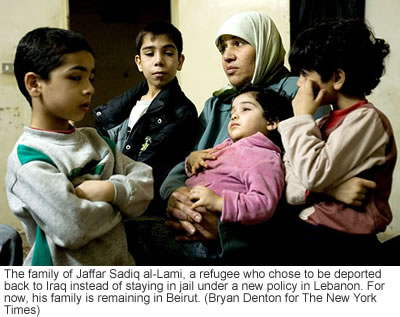 The family of Jaffar Sadiq al-Lami, a refugee who chose to be deported
back to Iraq instead of staying in jail under a new policy in Lebanon. For
now, his family is remaining in Beirut. (Bryan Denton for The New York
Times)